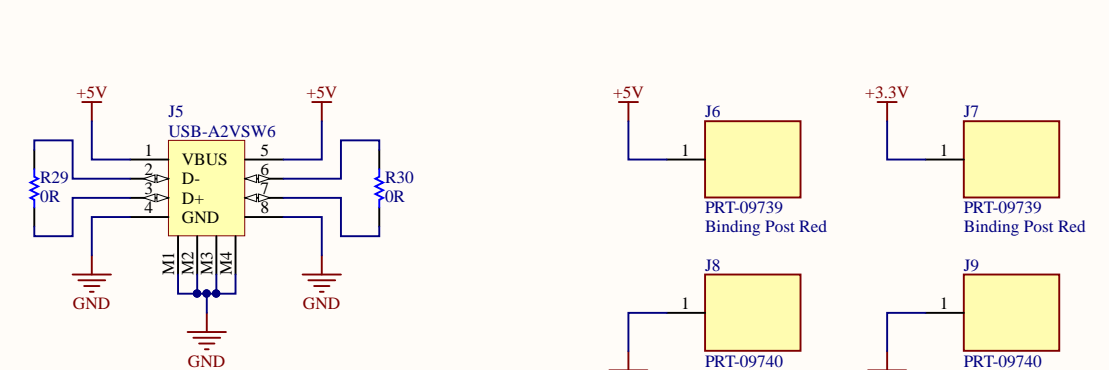 +5V
+5V
+5V
+3.3V
J5
USB-A2VSW6
J6
J7
1
VBUS
5
1
1
2
D-
6
R29
0R
R30
0R
3
D+
7
4
GND
8
PRT-09739
Binding Post Red
PRT-09739
Binding Post Red
M1
M2
M3
M4
J8
J9
GND
GND
1
1
GND
PRT-09740
PRT-09740